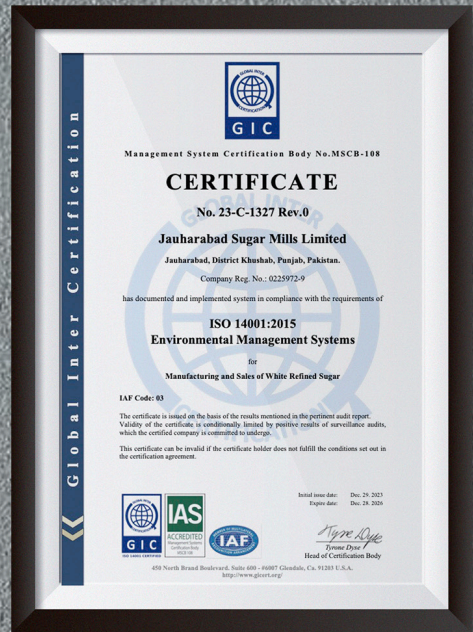 GLOBAL INTER
CERTIFICATION
GIC
Global Inter Certification
Management System Certification Body No.MSCB-108
CERTIFICATE
No. 23-C-1327 Rev.0
Jauharabad Sugar Mills Limited
Jauharabad, District Khushab, Punjab, Pakistan.
Company Reg. No.: 0225972-9
has documented and implemented system in compliance with the requirements of
ISO 14001:2015
Environmental Management Systems
for
Manufacturing and Sales of White Refined Sugar
IAF Code: 03
The certificate is issued on the basis of the results mentioned in the pertinent audit report.
Validity of the certificate is conditionally limited by positive results of surveillance audits,
which the certified company is committed to undergo.
This certificate can be invalid if the certificate holder does not fulfill the conditions set out in
the certification agreement.
Initial issue date: Dec. 29. 2023
Expire date: Dec. 28. 2026
GIC
ISO 14001 CERTIFIED
IAS
ACCREDITED
Management Systems
Certification Body
MSCB-108
IAF
Tyrone Dyse
Head of Certification Body
450 North Brand Boulevard. Suite 600 - #6007 Glendale, Ca. 91203 U.S.A.
http://www.gicert.org/